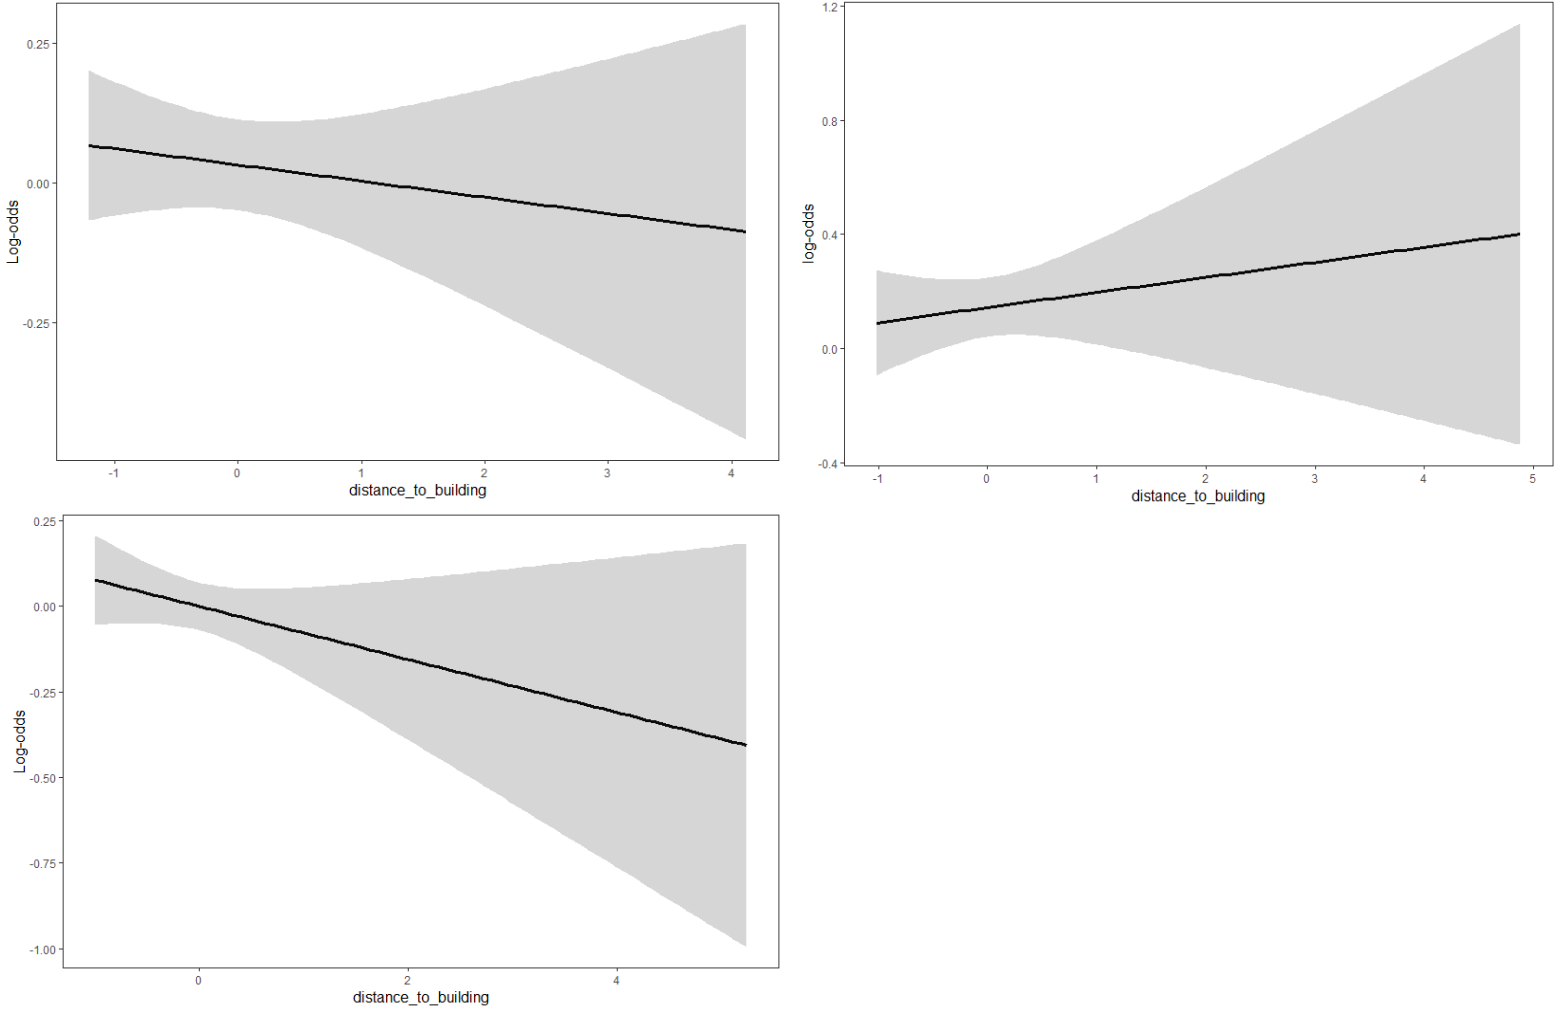 0.25
0.00
-0.25
Log-odds
-1 0 1 2 3 4
distance_to_building
1.2
0.8
0.4
0.0
-0.4
log-odds
-1 0 1 2 3 4 5
distance_to_building
0.25
0.00
-0.25
-0.50
-0.75
-1.00
Log-odds
0 2 4
distance_to_building